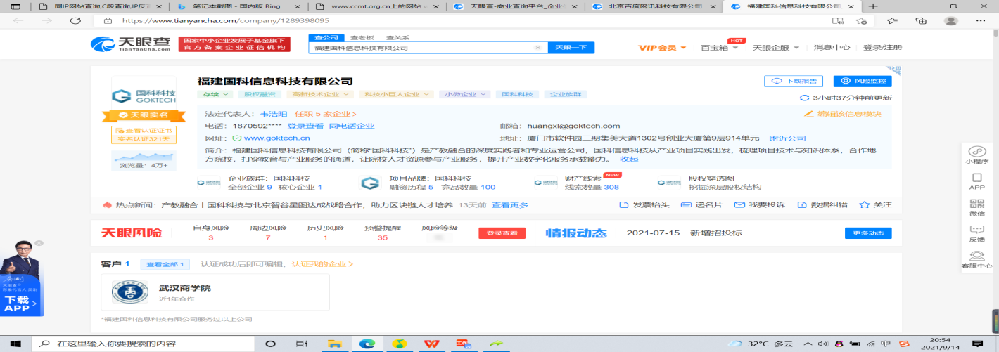 同IP网站查询,C段查询,IP反
笔记本截图 - 国内版 Bing
www.ccmt.org.cn上的网站
天眼查-商业查询平台_企业
北京百度网讯科技有限公司
福建国科信息科技有限公司
https://www.tianyancha.com/company/1289398095
天眼查
TianYanCha.com
国家中小企业发展子基金旗下
官方备案企业征信机构
查公司 查老板 查关系
福建国科信息科技有限公司
天眼一下
VIP会员 百宝箱 HOT 天眼企服 消息中心 登录/注册
国科科技
GOKTECH
天眼实名
查看认证证书
实名认证321天
浏览量：4万+
福建国科信息科技有限公司
下载报告 风险监控
存续 股权融资 高新技术企业 科技小巨人企业 小微企业 国科科技 企业族群
3小时37分钟前更新
法定代表人：韦浩阳 任职 5 家企业>
编辑该信息模块
电话：1870592**** 登录查看 同电话企业
邮箱：huangxl@goktech.com
网址：www.goktech.cn
地址：厦门市软件园三期集美大道1302号创业大厦第9层914单元 附近公司
简介：福建国科信息科技有限公司（简称"国科科技"）是产教融合的深度实践者和专业运营公司，国科信息科技从产业项目实践出发，梳理项目技术与知识体系，合作地
方院校，打穿教育与产业服务的通道，让院校人才资源参与产业服务，提升产业数字化服务承载能力。 收起
企业族群：国科科技
全部企业 9 核心企业 1
项目品牌：国科科技
融资历程 5 竞品数量 100
财产线索 NEW
线索数量 308
股权穿透图
挖掘深层股权结构
热点新闻：产教融合丨国科科技与北京智谷星图达成战略合作，助力区块链人才培养 13天前 查看更多
发票抬头 递名片 我要投诉 数据纠错 关注
天眼风险
自身风险 周边风险 历史风险 预警提醒 风险等级
3 7 1 35
登录查看
情报动态
2021-07-15 新增招投标
更多动态
客户 1 查看全部 1 认证成功后即可编辑，认证我的企业>
武汉商学院
近1年合作
*福建国科信息科技有限公司服务过以上公司
小程序
APP
微信
反馈
客服中心
下载
APP
在这里输入你要搜索的内容
32°C 多云
中
20:54
2021/9/14